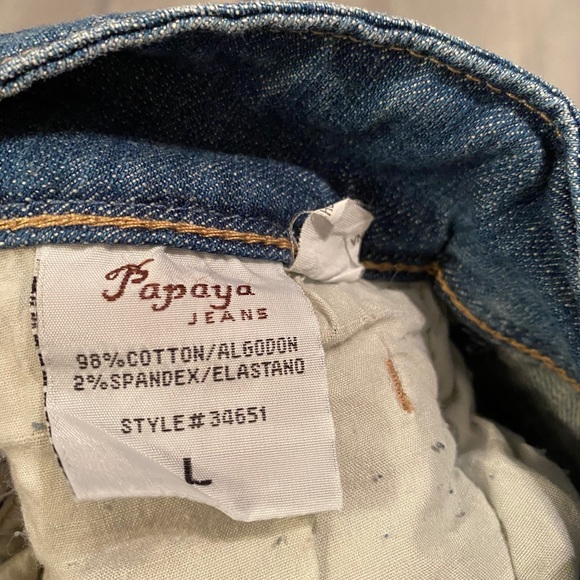 Papaya
JEANS
98%COTTON/ALGODON
2%SPANDEX/ELASTANO
STYLE#34651
L